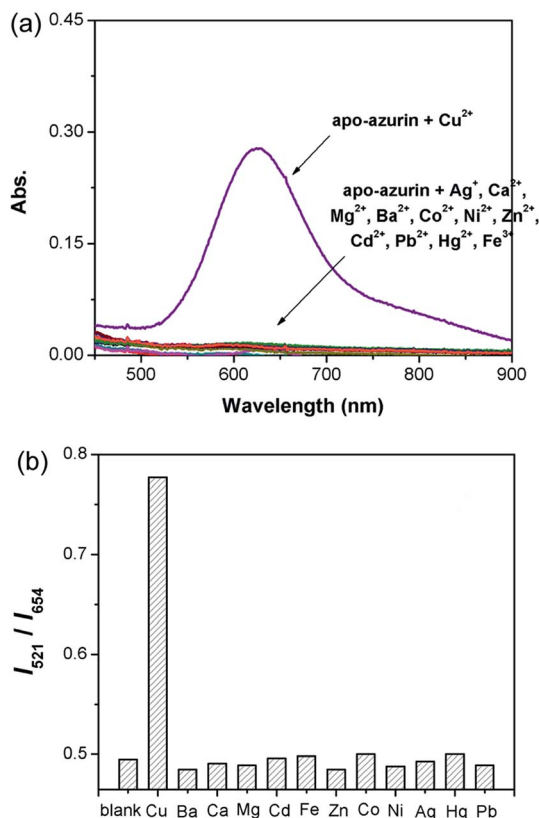 (a)
0.45
0.30
0.15
0.00
Abs.
apo-azurin + Cu²⁺
apo-azurin + Ag⁺, Ca²⁺,
Mg²⁺, Ba²⁺, Co²⁺, Ni²⁺, Zn²⁺,
Cd²⁺, Pb²⁺, Hg²⁺, Fe³⁺
500 600 700 800 900
Wavelength (nm)
(b)
0.8
0.7
0.6
0.5
I₅₂₁ / I₆₅₄
blank Cu Ba Ca Mg Cd Fe Zn Co Ni Ag Hg Pb